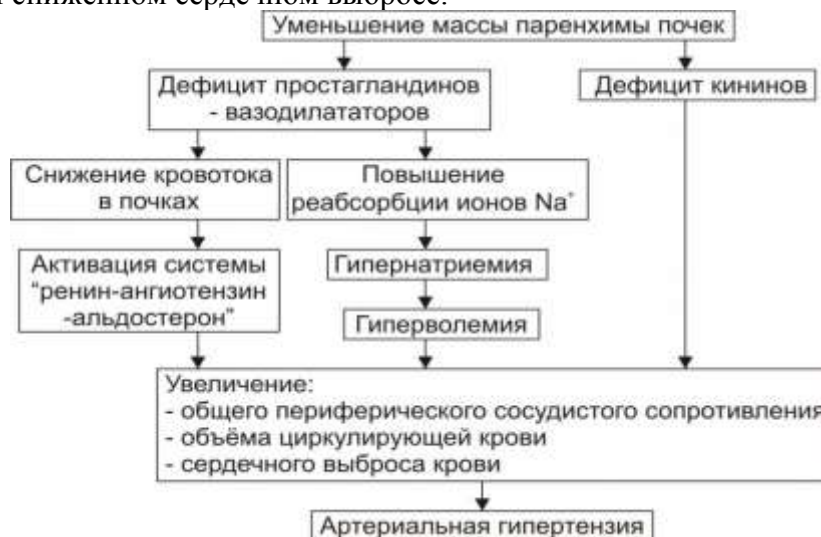 сниженном сердечном выбросе.
Уменьшение массы паренхимы почек
Дефицит простагландинов
- вазодилататоров
Дефицит кининов
Снижение кровотока
в почках
Повышение
реабсорбции ионов Na⁺
Активация системы
"ренин-ангиотензин
-альдостерон"
Гипернатриемия
Гиперволемия
Увеличение:
- общего периферического сосудистого сопротивления
- объёма циркулирующей крови
- сердечного выброса крови
Артериальная гипертензия